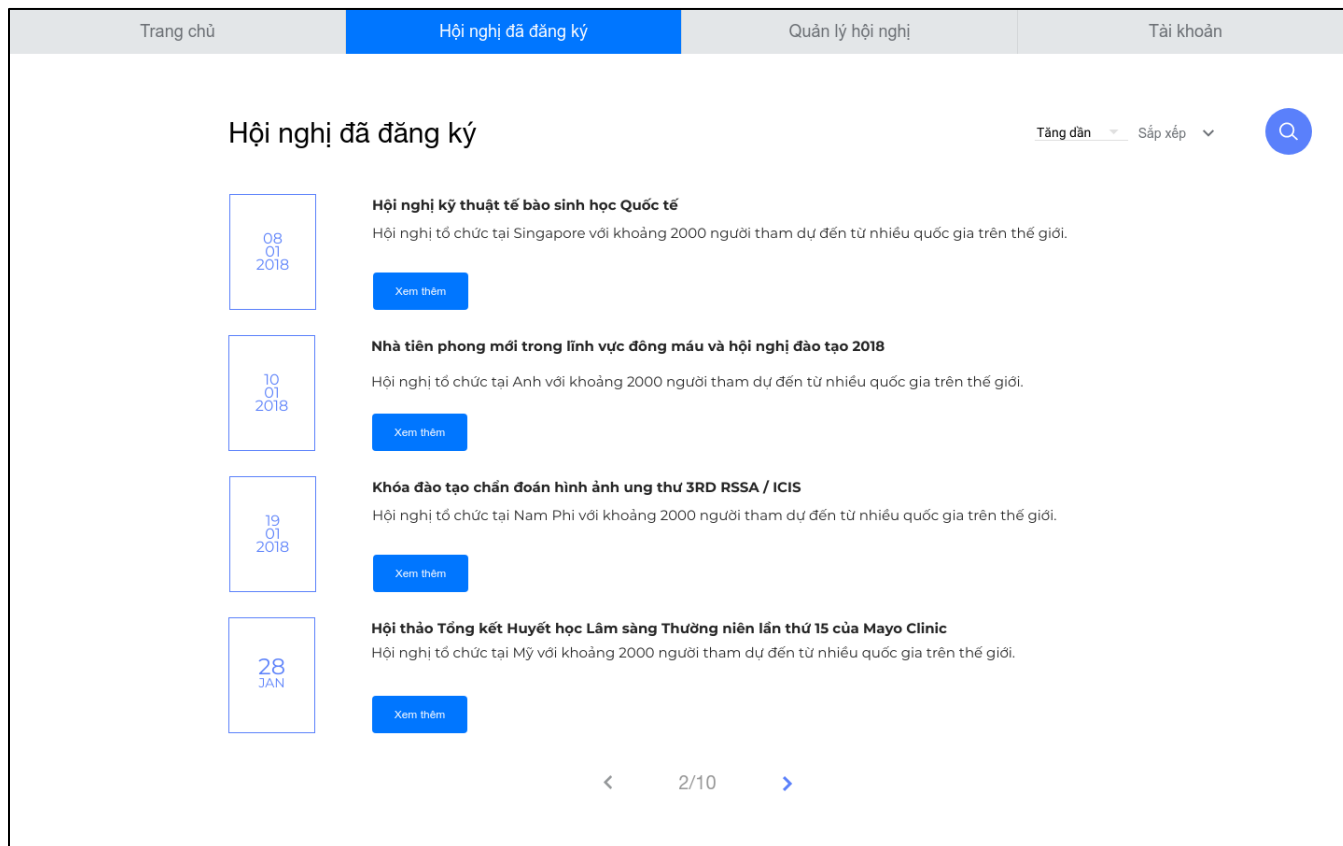 Trang chủ
Hội nghị đã đăng ký
Quản lý hội nghị
Tài khoản
Hội nghị đã đăng ký
Tăng dần
Sắp xếp
08
01
2018
Hội nghị kỹ thuật tế bào sinh học Quốc tế
Hội nghị tổ chức tại Singapore với khoảng 2000 người tham dự đến từ nhiều quốc gia trên thế giới.
Xem thêm
10
01
2018
Nhà tiên phong mới trong lĩnh vực đông máu và hội nghị đào tạo 2018
Hội nghị tổ chức tại Anh với khoảng 2000 người tham dự đến từ nhiều quốc gia trên thế giới.
Xem thêm
19
01
2018
Khóa đào tạo chẩn đoán hình ảnh ung thư 3RD RSSA / ICIS
Hội nghị tổ chức tại Nam Phi với khoảng 2000 người tham dự đến từ nhiều quốc gia trên thế giới.
Xem thêm
28
JAN
Hội thảo Tổng kết Huyết học Lâm sàng Thường niên lần thứ 15 của Mayo Clinic
Hội nghị tổ chức tại Mỹ với khoảng 2000 người tham dự đến từ nhiều quốc gia trên thế giới.
Xem thêm
2/10